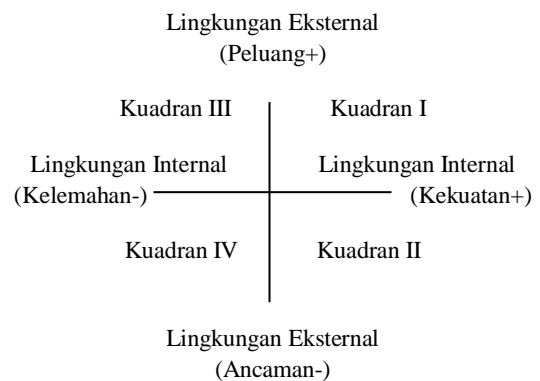 Lingkungan Eksternal
(Peluang+)
Kuadran III
Kuadran I
Lingkungan Internal
(Kelemahan-)
Lingkungan Internal
(Kekuatan+)
Kuadran IV
Kuadran II
Lingkungan Eksternal
(Ancaman-)